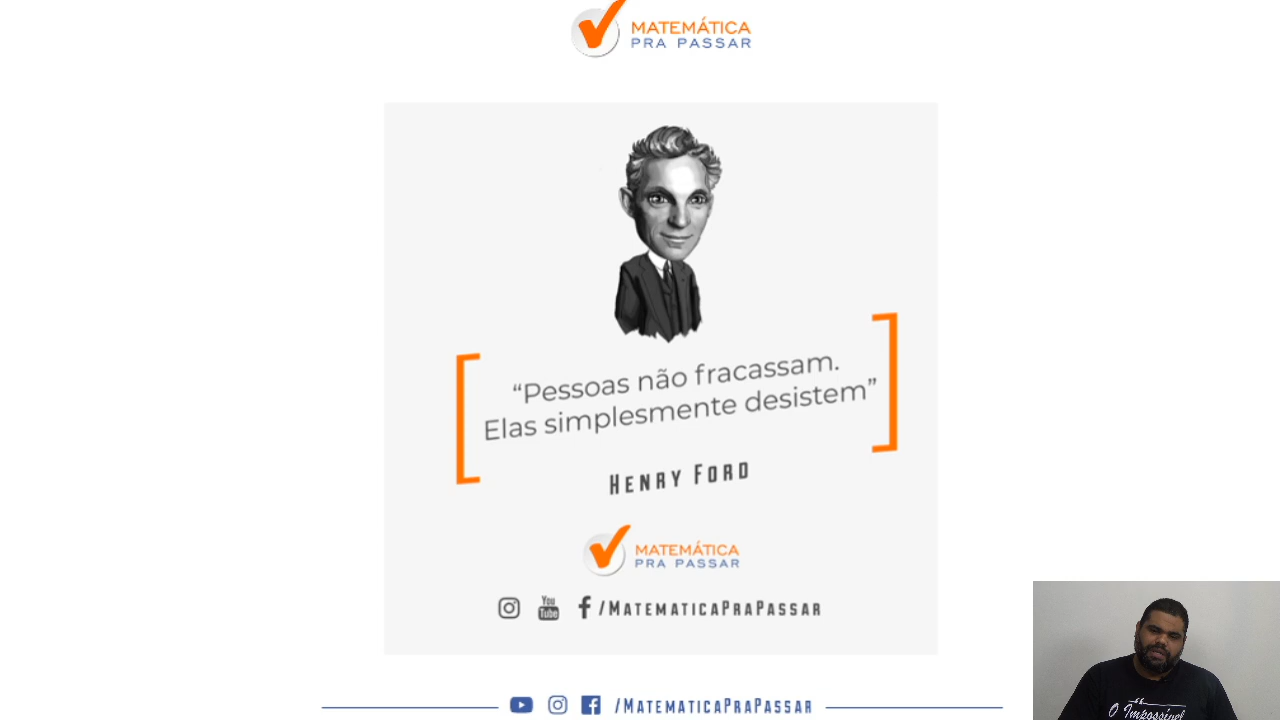 MATEMÁTICA
PRA PASSAR
“Pessoas não fracassam.
Elas simplesmente desistem”
HENRY FORD
MATEMÁTICA
PRA PASSAR
You
Tube
/MATEMATICAPRAPASSAR
/MATEMATICAPRAPASSAR
“
O Impossível